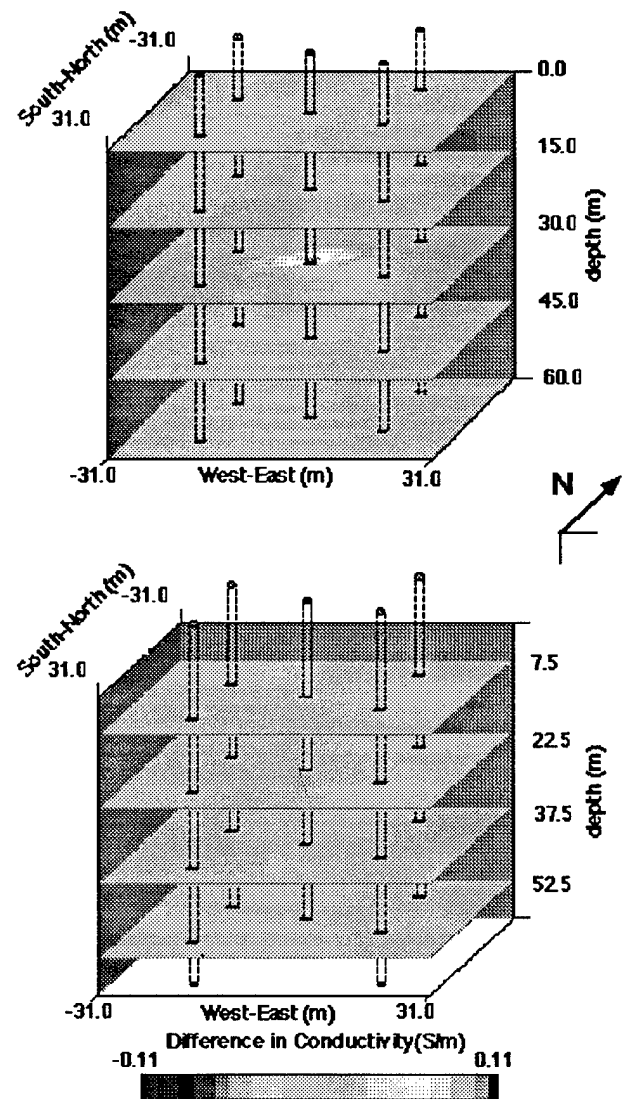 South-North (m)
-31.0
31.0
0.0
15.0
30.0
45.0
60.0
depth (m)
-31.0
West-East (m)
31.0
N
South-North (m)
-31.0
31.0
7.5
22.5
37.5
52.5
depth (m)
-31.0
West-East (m)
31.0
Difference in Conductivity(S/m)
-0.11
0.11